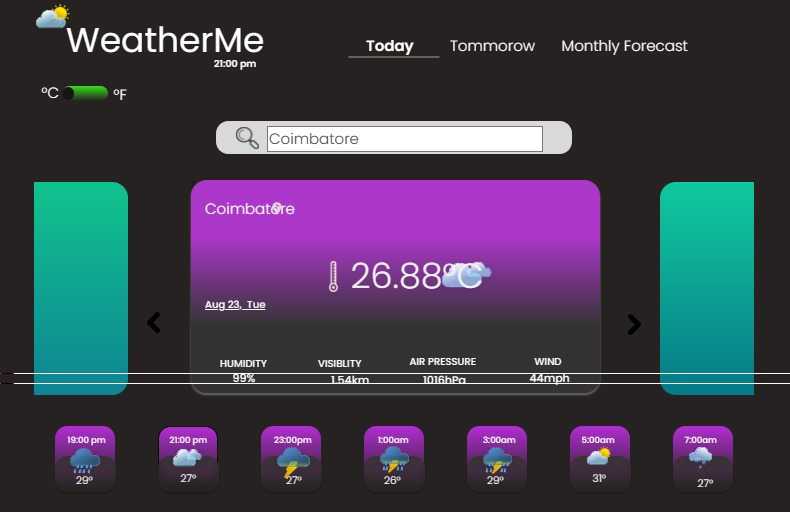 WeatherMe
21:00 pm
Today Tommorow Monthly Forecast
°C °F
Coimbatore
Coimbatore
26.88°C
Aug 23, Tue
HUMIDITY VISIBLITY AIR PRESSURE WIND
99% 1.54km 1016hPa 44mph
19:00 pm 21:00 pm 23:00pm 1:00am 3:00am 5:00am 7:00am
29° 27° 27° 26° 29° 31° 27°